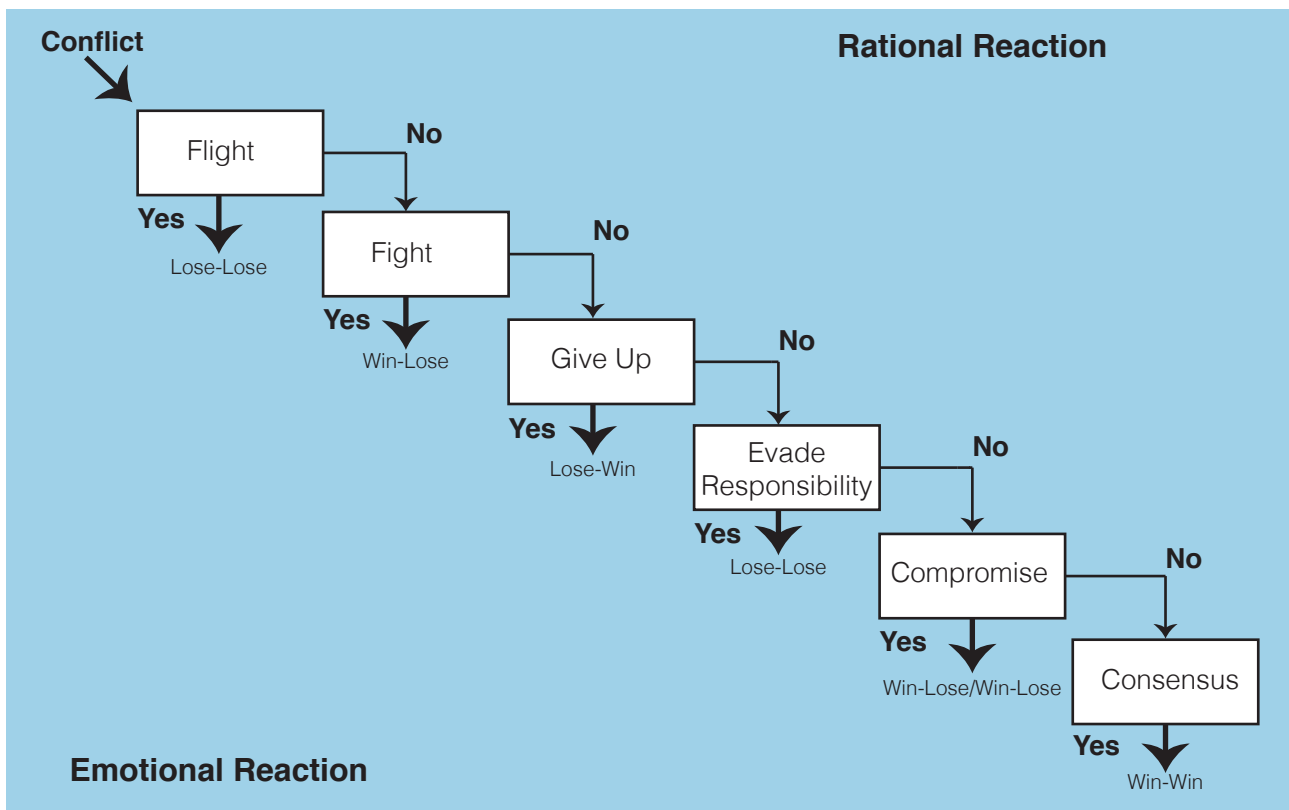 Conflict
Rational Reaction
Flight
No
Yes
Lose-Lose
Fight
No
Yes
Win-Lose
Give Up
No
Yes
Lose-Win
Evade
Responsibility
No
Yes
Lose-Lose
Compromise
No
Yes
Win-Lose/Win-Lose
Consensus
Yes
Win-Win
Emotional Reaction